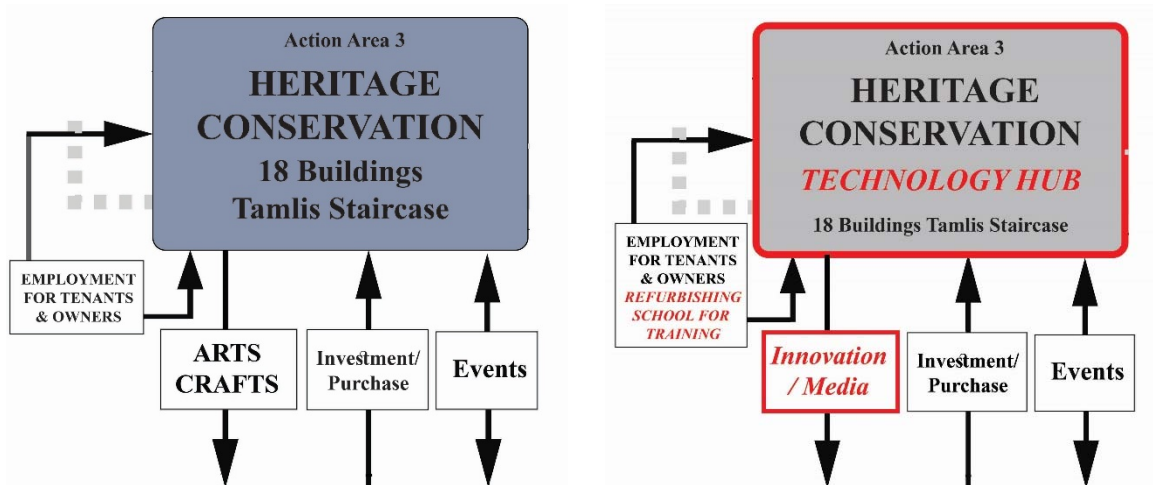 Action Area 3
HERITAGE
CONSERVATION
18 Buildings
Tamlis Staircase
EMPLOYMENT
FOR TENANTS
& OWNERS
ARTS
CRAFTS
Investment/
Purchase
Events
Action Area 3
HERITAGE
CONSERVATION
TECHNOLOGY HUB
18 Buildings Tamlis Staircase
EMPLOYMENT
FOR TENANTS
& OWNERS
REFURBISHING
SCHOOL FOR
TRAINING
Innovation
/ Media
Investment/
Purchase
Events